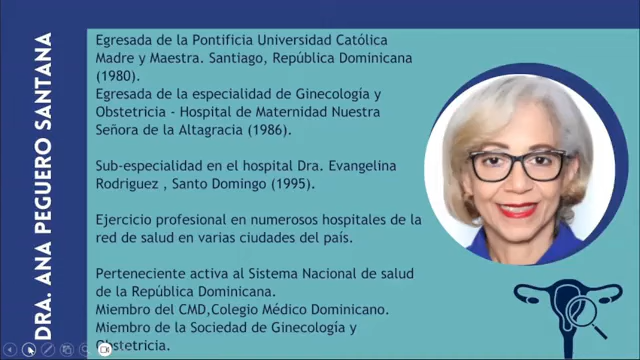 DRA. ANA PEGUERO SANTANA
Egresada de la Pontificia Universidad Católica
Madre y Maestra. Santiago, República Dominicana
(1980).
Egresada de la especialidad de Ginecología y
Obstetricia - Hospital de Maternidad Nuestra
Señora de la Altagracia (1986).
Sub-especialidad en el hospital Dra. Evangelina
Rodriguez , Santo Domingo (1995).
Ejercicio profesional en numerosos hospitales de la
red de salud en varias ciudades del país.
Perteneciente activa al Sistema Nacional de salud
de la República Dominicana.
Miembro del CMD,Colegio Médico Dominicano.
Miembro de la Sociedad de Ginecología y
Obstetricia.